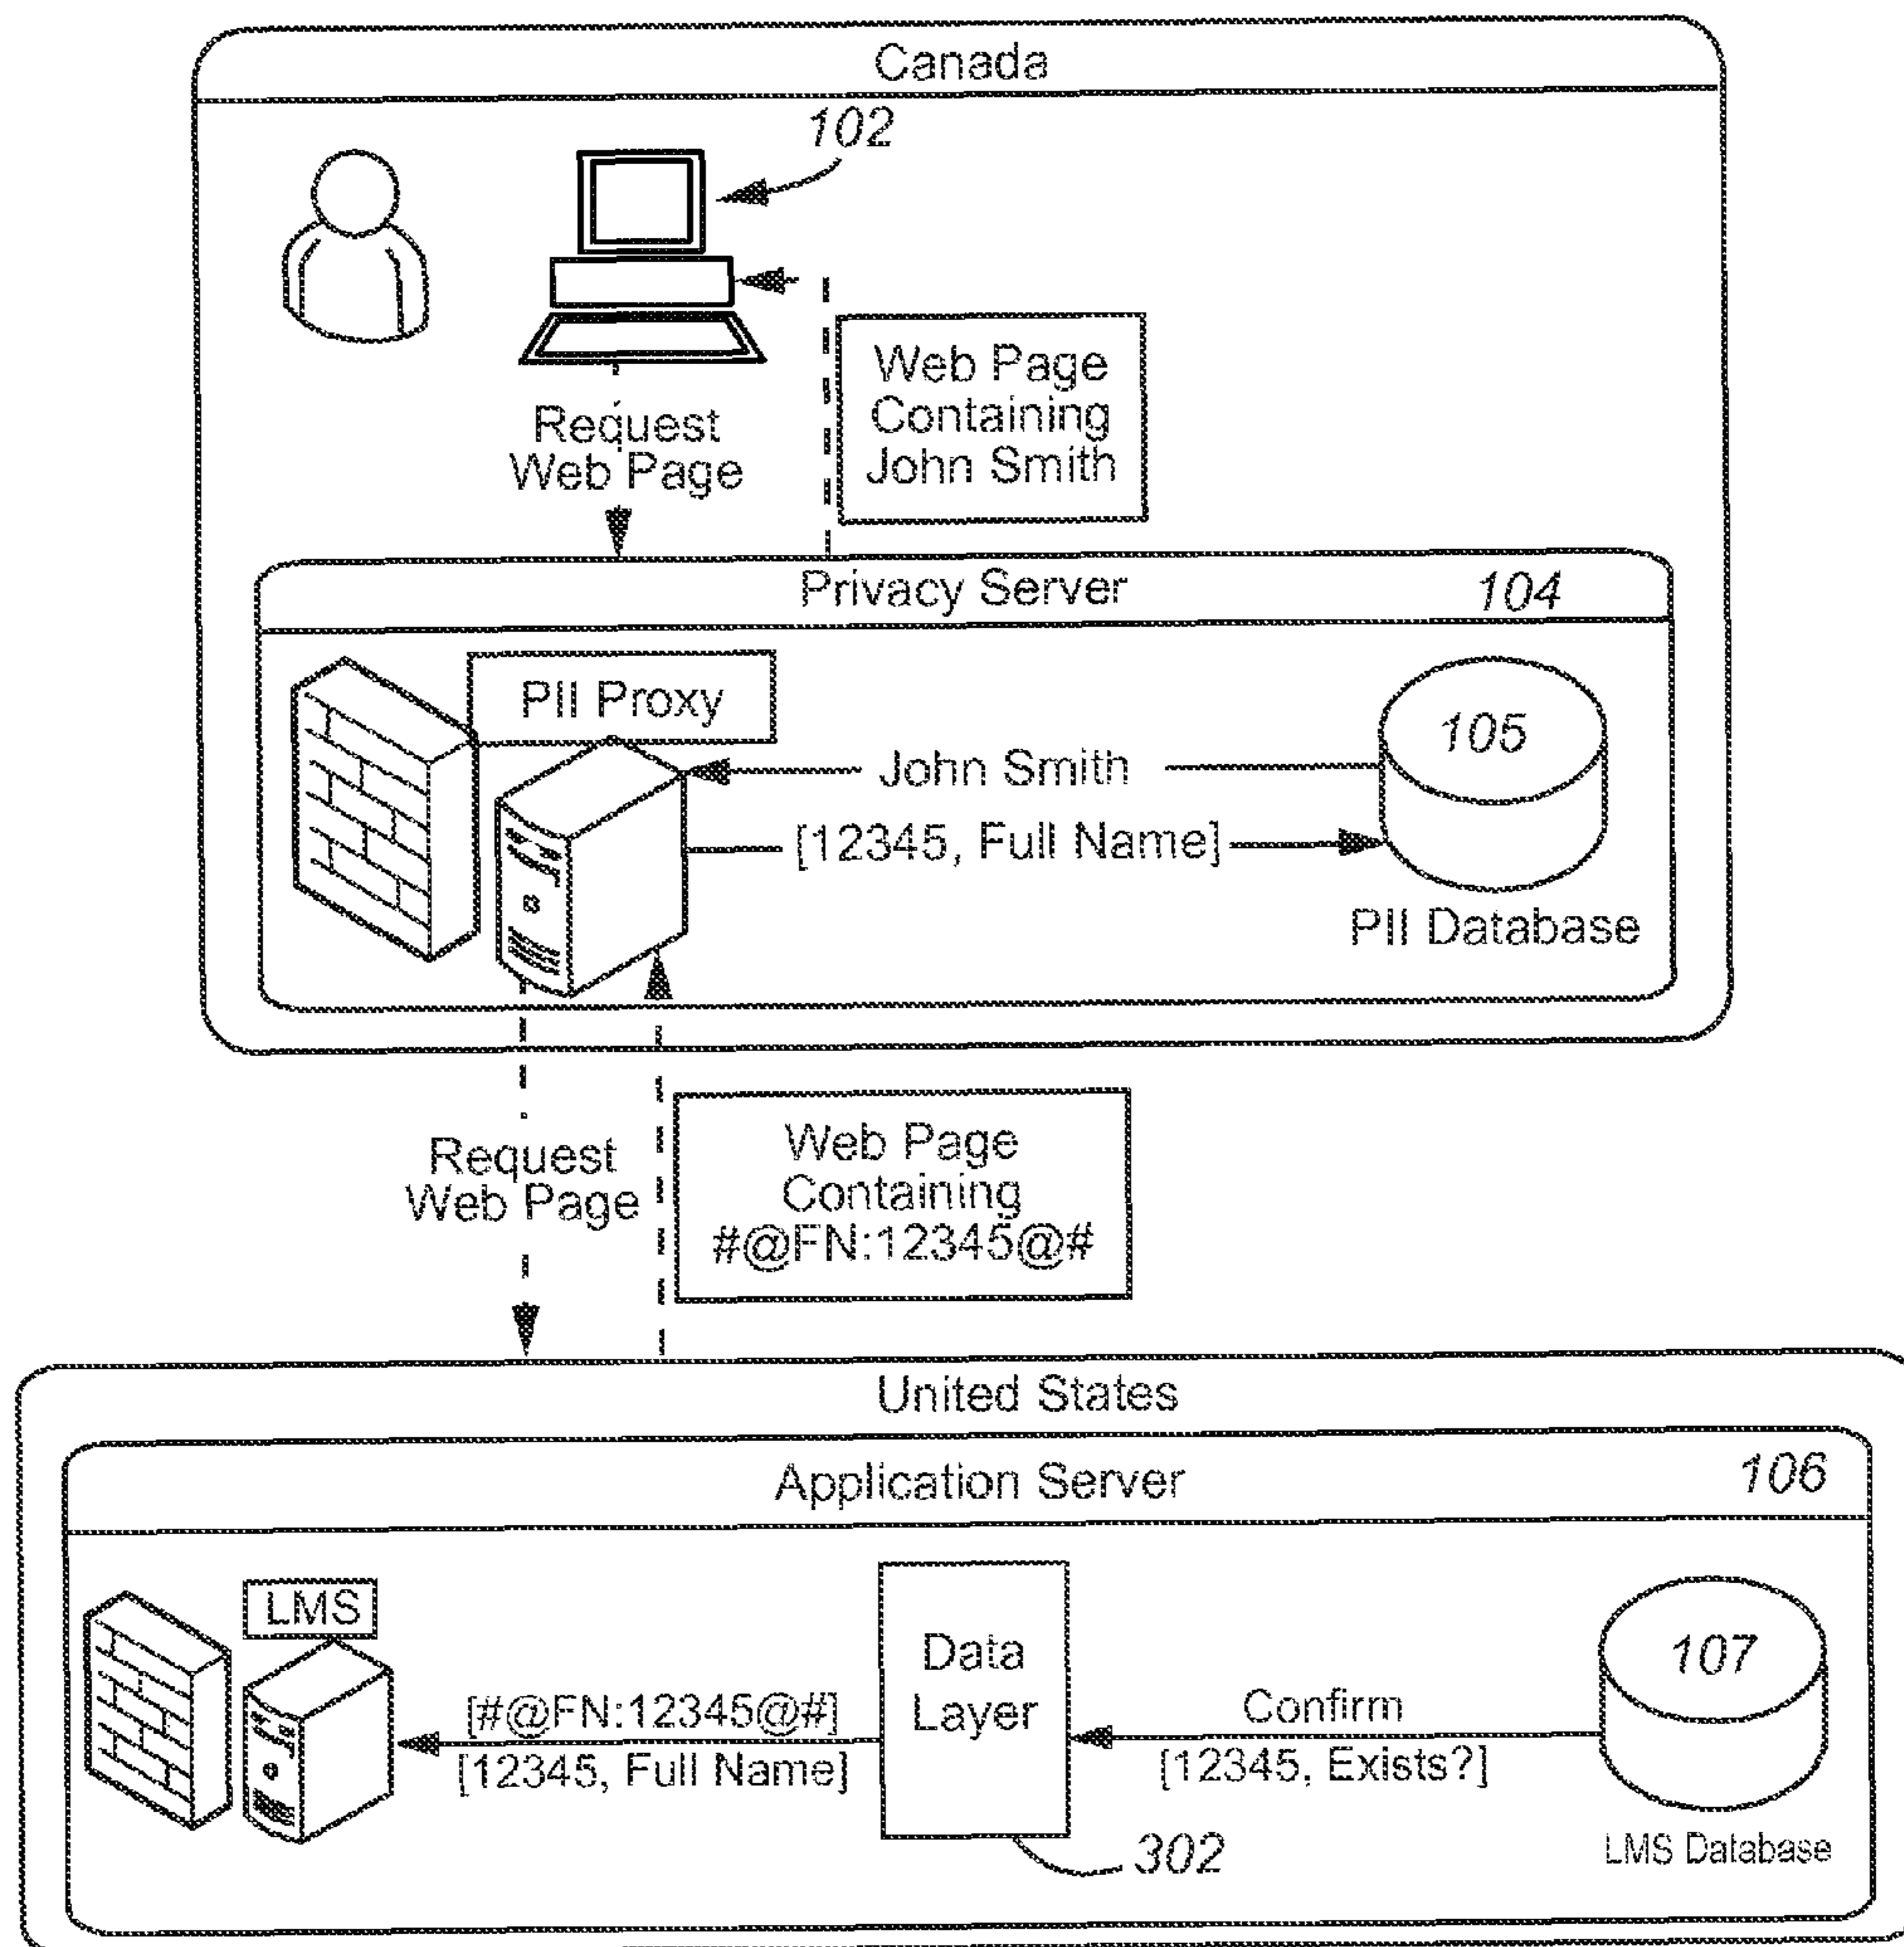 Canada
102
Request
Web Page
Web Page
Containing
John Smith
Privacy Server
104
PII Proxy
John Smith
[12345, Full Name]
105
PII Database
Request
Web Page
Web Page
Containing
#@FN:12345@#
United States
Application Server
106
LMS
[#@FN:12345@#]
[12345, Full Name]
Data
Layer
302
Confirm
[12345, Exists?]
107
LMS Database